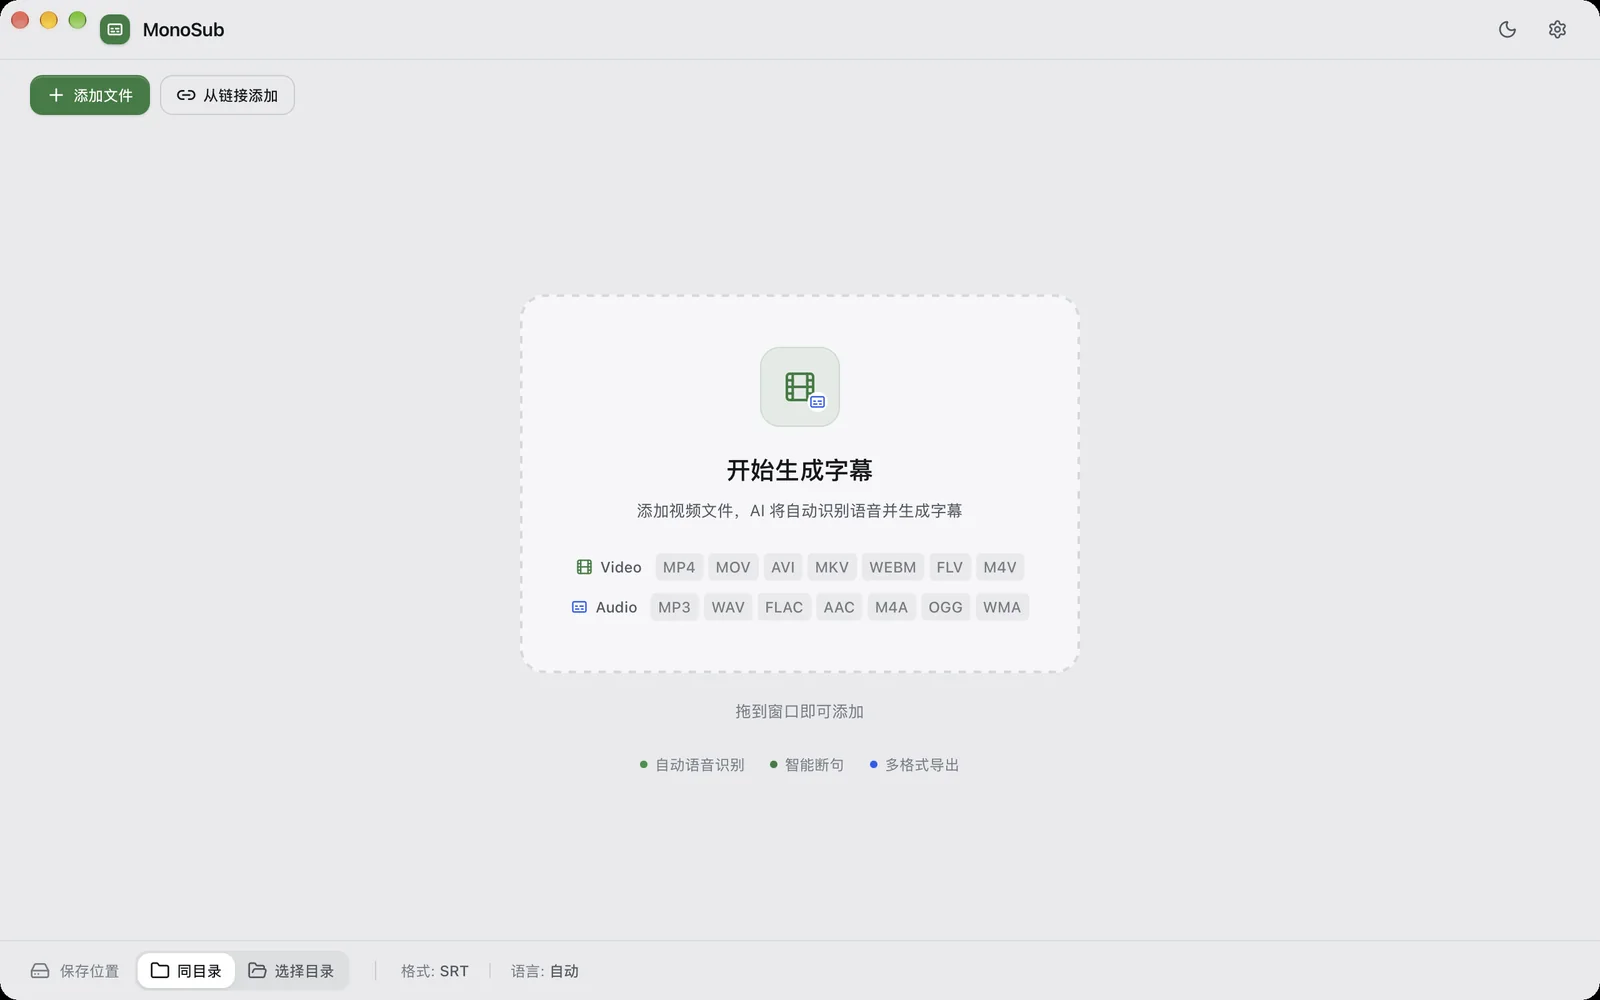 MonoSub
添加文件 从链接添加
开始生成字幕
添加视频文件，AI 将自动识别语音并生成字幕
Video MP4 MOV AVI MKV WEBM FLV M4V
Audio MP3 WAV FLAC AAC M4A OGG WMA
拖到窗口即可添加
自动语音识别 智能断句 多格式导出
保存位置 同目录 选择目录 格式: SRT 语言: 自动